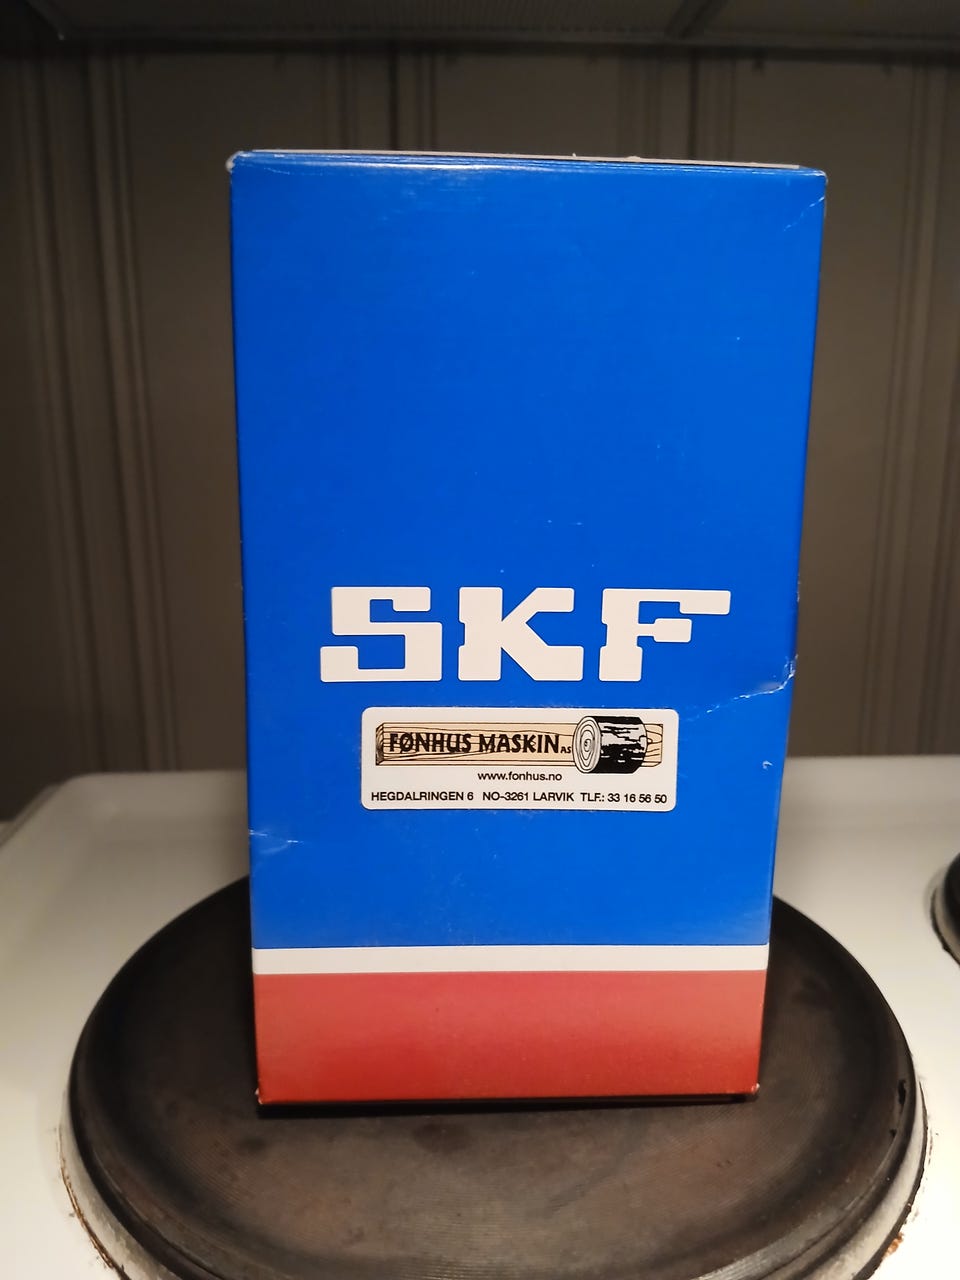 SKF
FØNHUS MASKIN AS
www.fonhus.no
HEGDALRINGEN 6 NO-3261 LARVIK TLF.: 33 16 56 50